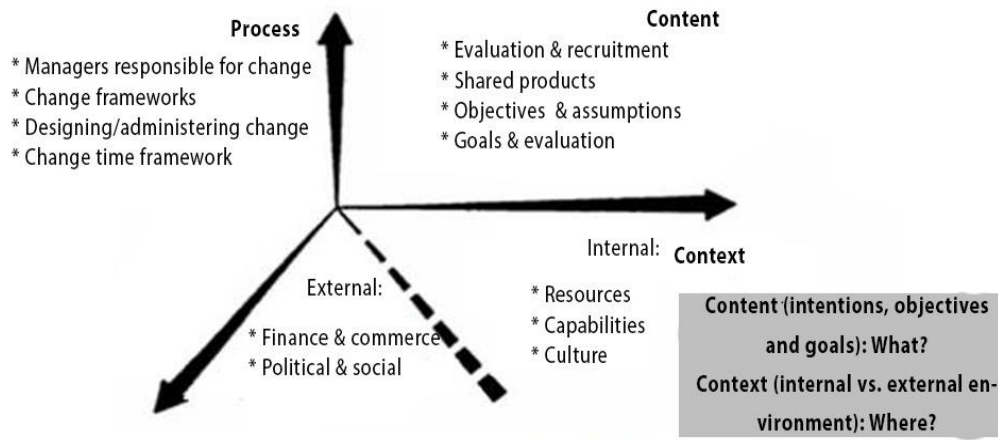 Process
* Managers responsible for change
* Change frameworks
* Designing/administering change
* Change time framework
Content
* Evaluation & recruitment
* Shared products
* Objectives & assumptions
* Goals & evaluation
Internal:
Context
* Resources
* Capabilities
* Culture
External:
* Finance & commerce
* Political & social
Content (intentions, objectives
and goals): What?
Context (internal vs. external en-
vironment): Where?